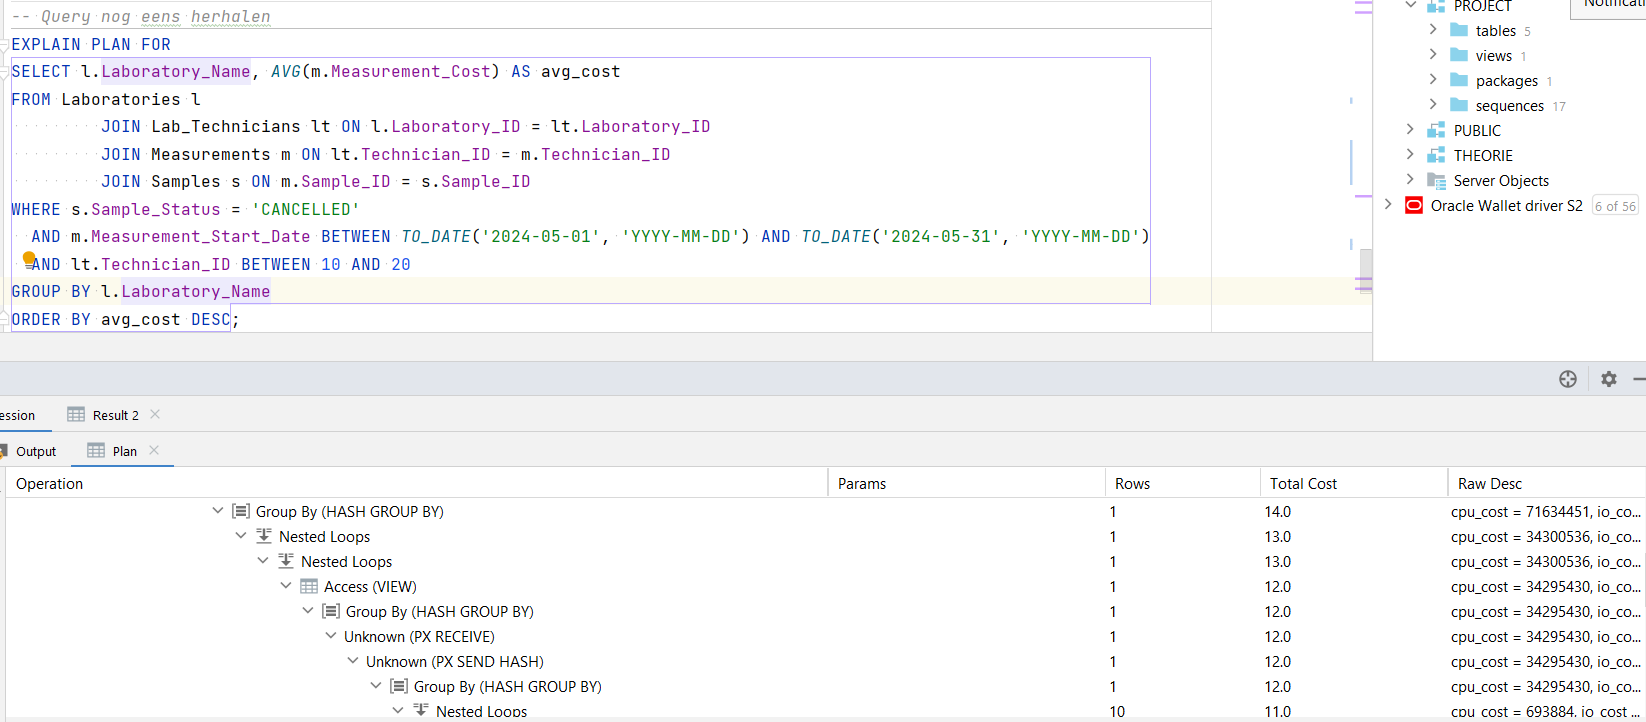 -- Query nog eens herhalen
EXPLAIN PLAN FOR
SELECT l.Laboratory_Name, AVG(m.Measurement_Cost) AS avg_cost
FROM Laboratories l
JOIN Lab_Technicians lt ON l.Laboratory_ID = lt.Laboratory_ID
JOIN Measurements m ON lt.Technician_ID = m.Technician_ID
JOIN Samples s ON m.Sample_ID = s.Sample_ID
WHERE s.Sample_Status = 'CANCELLED'
AND m.Measurement_Start_Date BETWEEN TO_DATE('2024-05-01', 'YYYY-MM-DD') AND TO_DATE('2024-05-31', 'YYYY-MM-DD')
AND lt.Technician_ID BETWEEN 10 AND 20
GROUP BY l.Laboratory_Name
ORDER BY avg_cost DESC;
PROJECT
tables 5
views 1
packages 1
sequences 17
PUBLIC
THEORIE
Server Objects
Oracle Wallet driver S2 6 of 56
Notificati
ession Result 2
Output Plan
Operation Params Rows Total Cost Raw Desc
Group By (HASH GROUP BY) 1 14.0 cpu_cost = 71634451, io_co...
Nested Loops 1 13.0 cpu_cost = 34300536, io_co...
Nested Loops 1 13.0 cpu_cost = 34300536, io_co...
Access (VIEW) 1 12.0 cpu_cost = 34295430, io_co...
Group By (HASH GROUP BY) 1 12.0 cpu_cost = 34295430, io_co...
Unknown (PX RECEIVE) 1 12.0 cpu_cost = 34295430, io_co...
Unknown (PX SEND HASH) 1 12.0 cpu_cost = 34295430, io_co...
Group By (HASH GROUP BY) 1 12.0 cpu_cost = 34295430, io_co...
Nested Loops 10 11.0 cpu_cost = 693884, io_cost ...